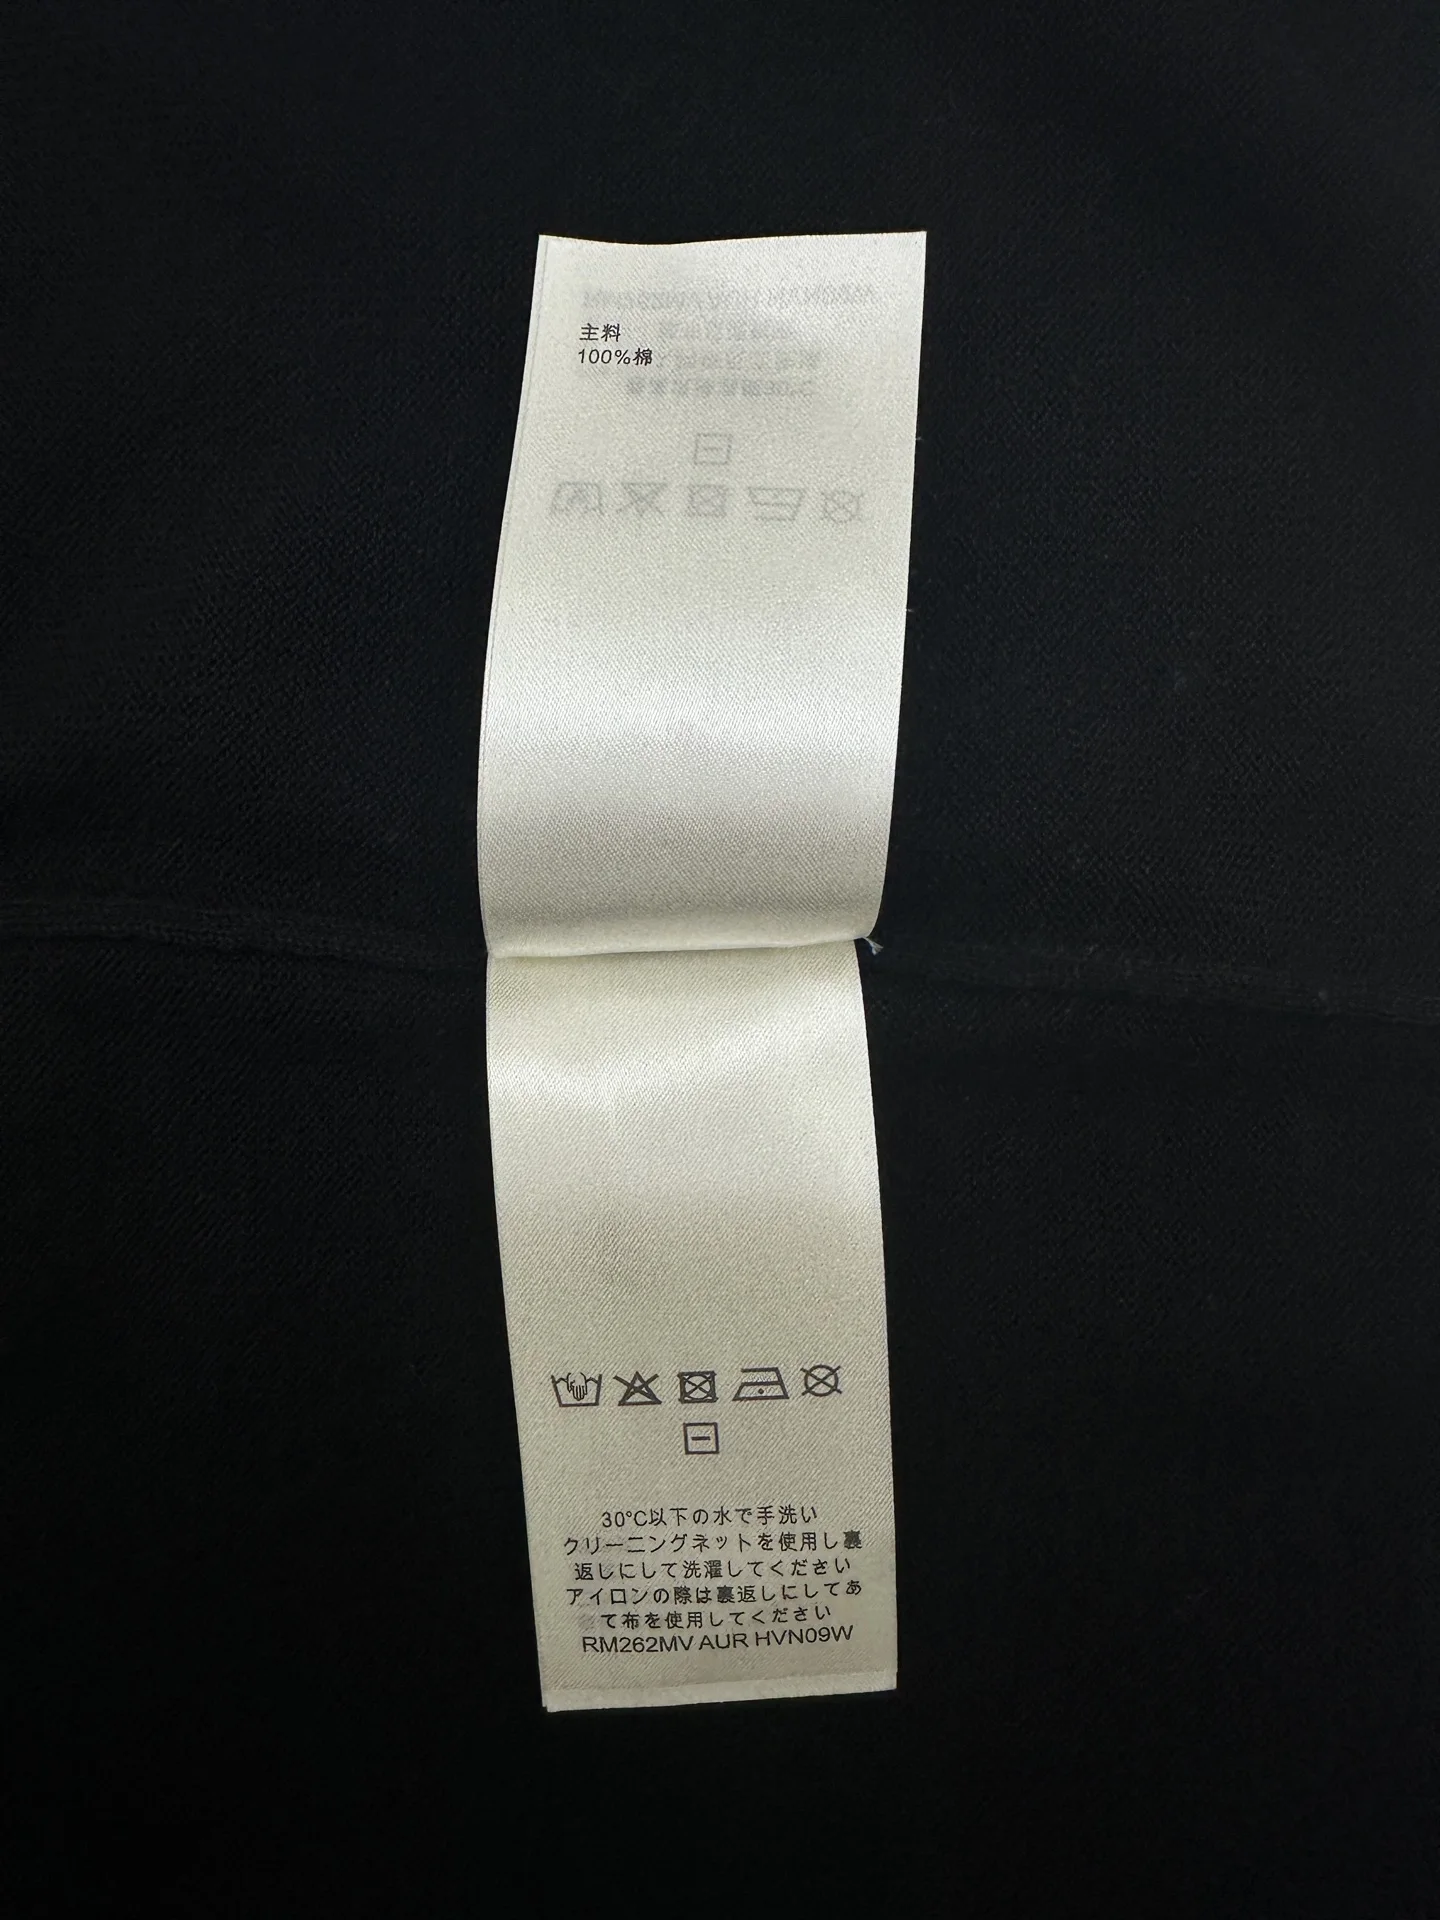 主料
100%棉
30°C以下の水で手洗い
クリーニングネットを使用し裏
返しにして洗濯してください
アイロンの際は裏返しにしてあ
て布を使用してください
RM262MV AUR HVN09W